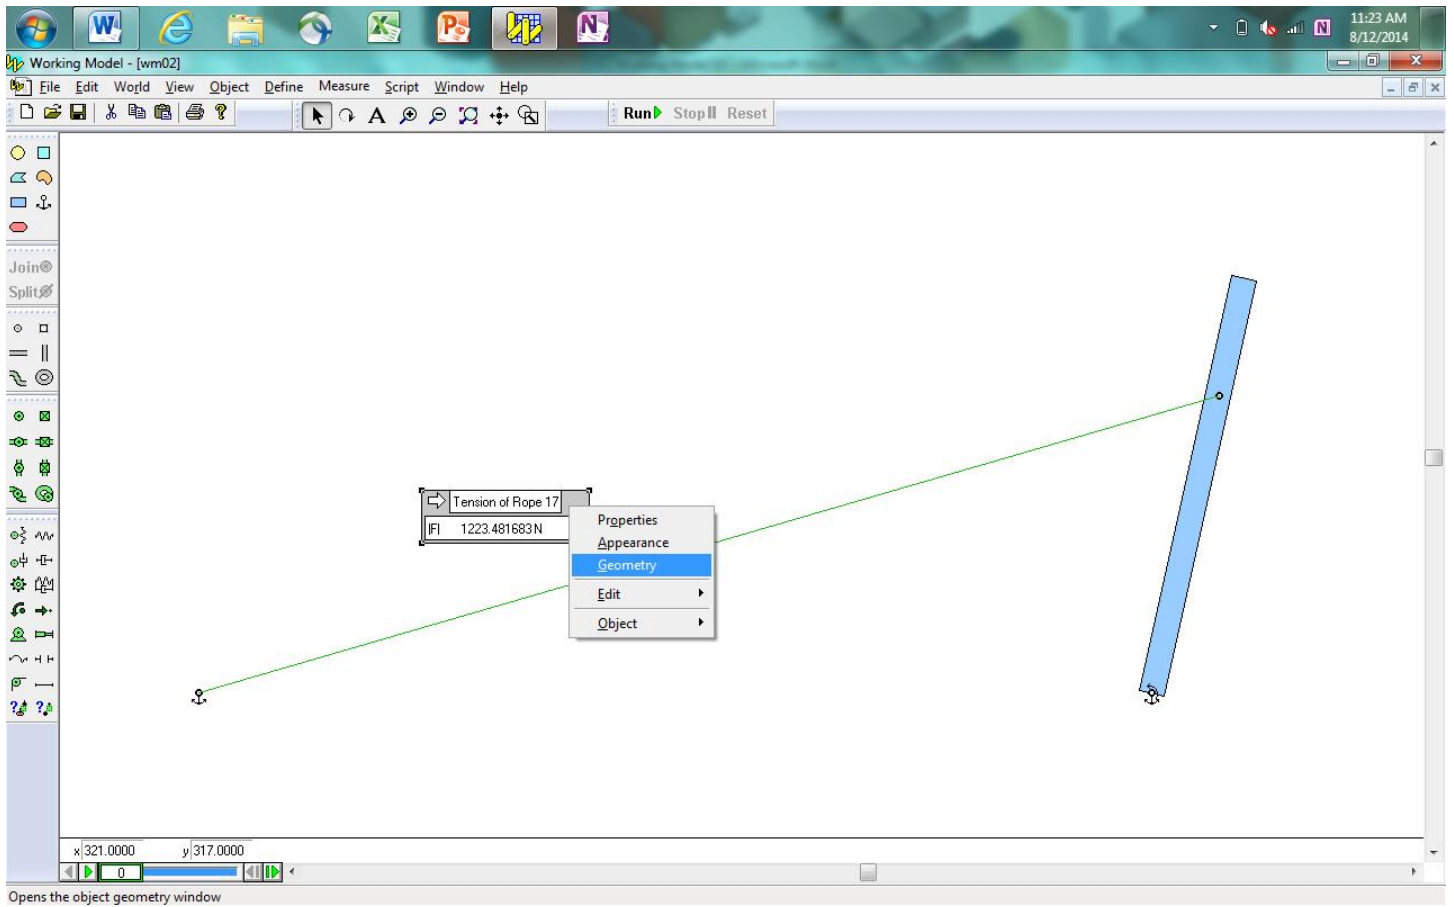 11:23 AM
8/12/2014
Working Model - [wm02]
File Edit World View Object Define Measure Script Window Help
Run Stop Reset
Join
Split
Tension of Rope 17
|F| 1223.481683 N
Properties
Appearance
Geometry
Edit
Object
x 321.0000 y 317.0000
0
Opens the object geometry window